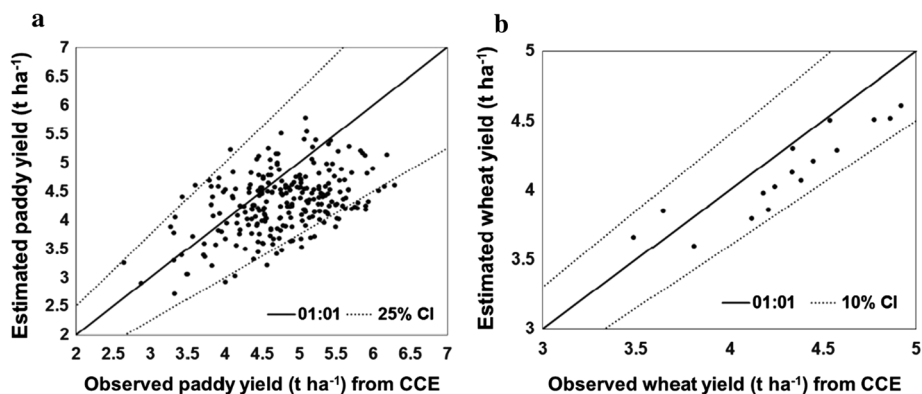 a
Estimated paddy yield (t ha⁻¹)
7
6.5
6
5.5
5
4.5
4
3.5
3
2.5
2
01:01
25% CI
2 2.5 3 3.5 4 4.5 5 5.5 6 6.5 7
Observed paddy yield (t ha⁻¹) from CCE
b
Estimated wheat yield (t ha⁻¹)
5
4.5
4
3.5
3
01:01
10% CI
3 3.5 4 4.5 5
Observed wheat yield (t ha⁻¹) from CCE